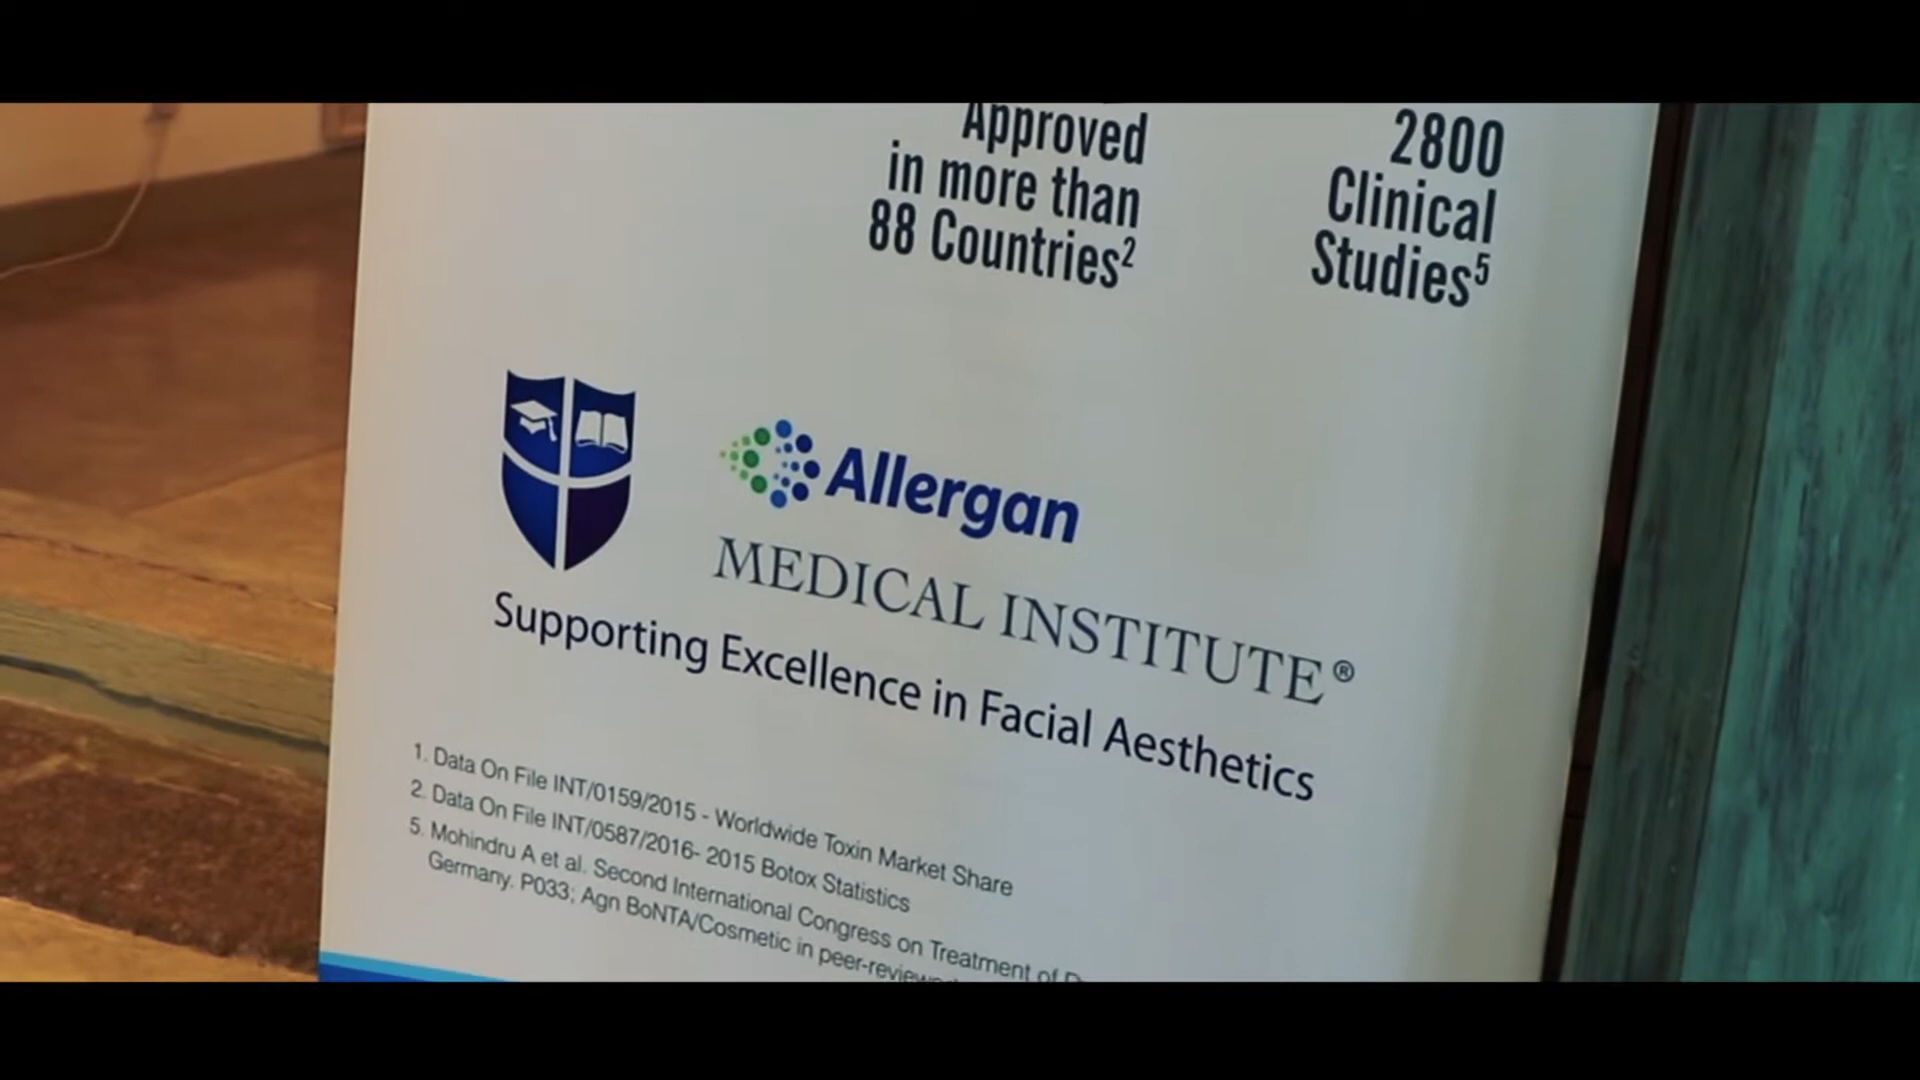 Approved
in more than
88 Countries²
2800
Clinical
Studies⁵
Allergan
MEDICAL INSTITUTE®
Supporting Excellence in Facial Aesthetics
1. Data On File INT/0159/2015 - Worldwide Toxin Market Share
2. Data On File INT/0587/2016- 2015 Botox Statistics
5. Mohindru A et al. Second International Congress on Treatment of
Germany. P033; Agn BoNTA/Cosmetic in